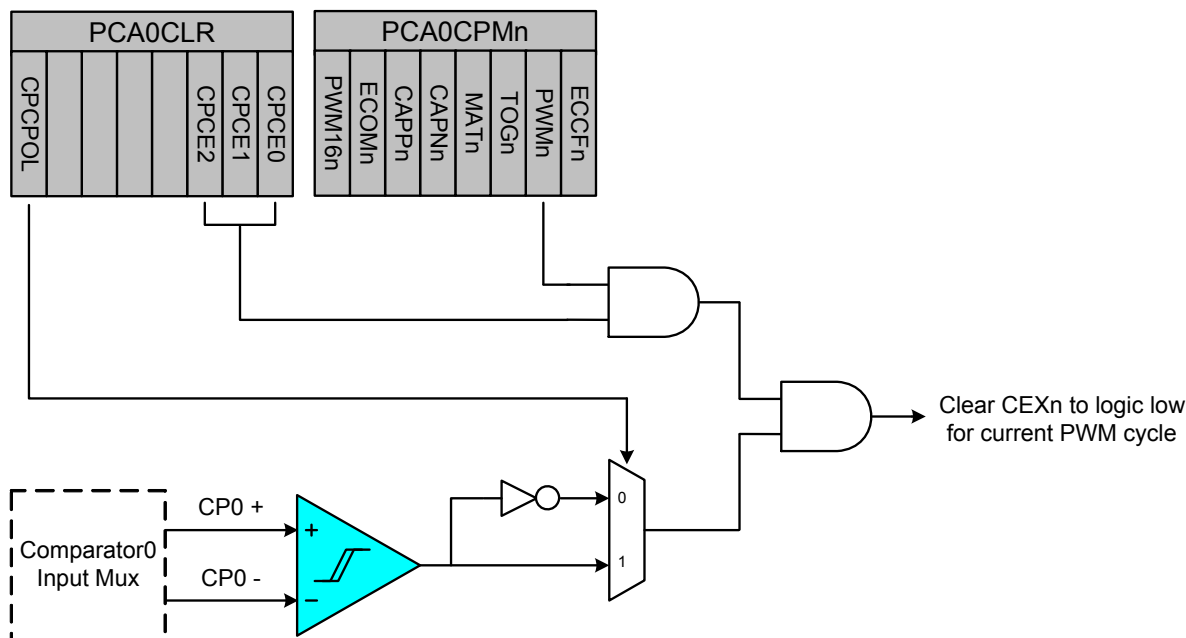 PCA0CLR
CPCPOL
CPCE2
CPCE1
CPCE0
PCA0CPMn
PWM16n
ECOMn
CAPPn
CAPNn
MATn
TOGn
PWMn
ECCFn
Clear CEXn to logic low
for current PWM cycle
Comparator0
Input Mux
CP0 +
CP0 -
+
−
0
1